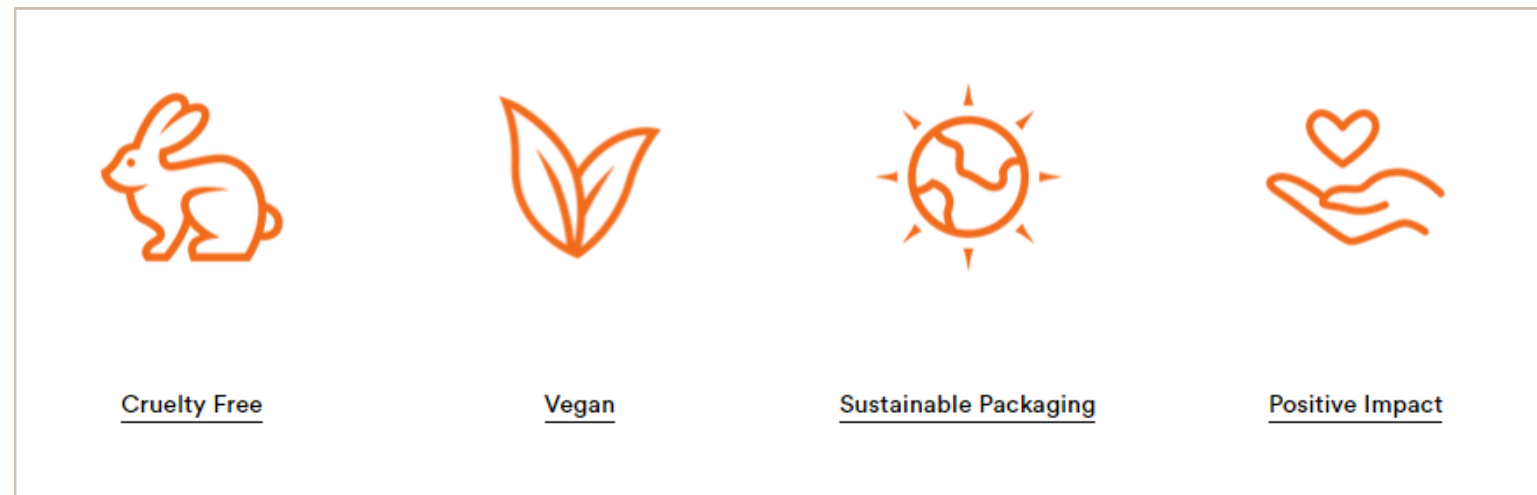 Cruelty Free
Vegan
Sustainable Packaging
Positive Impact